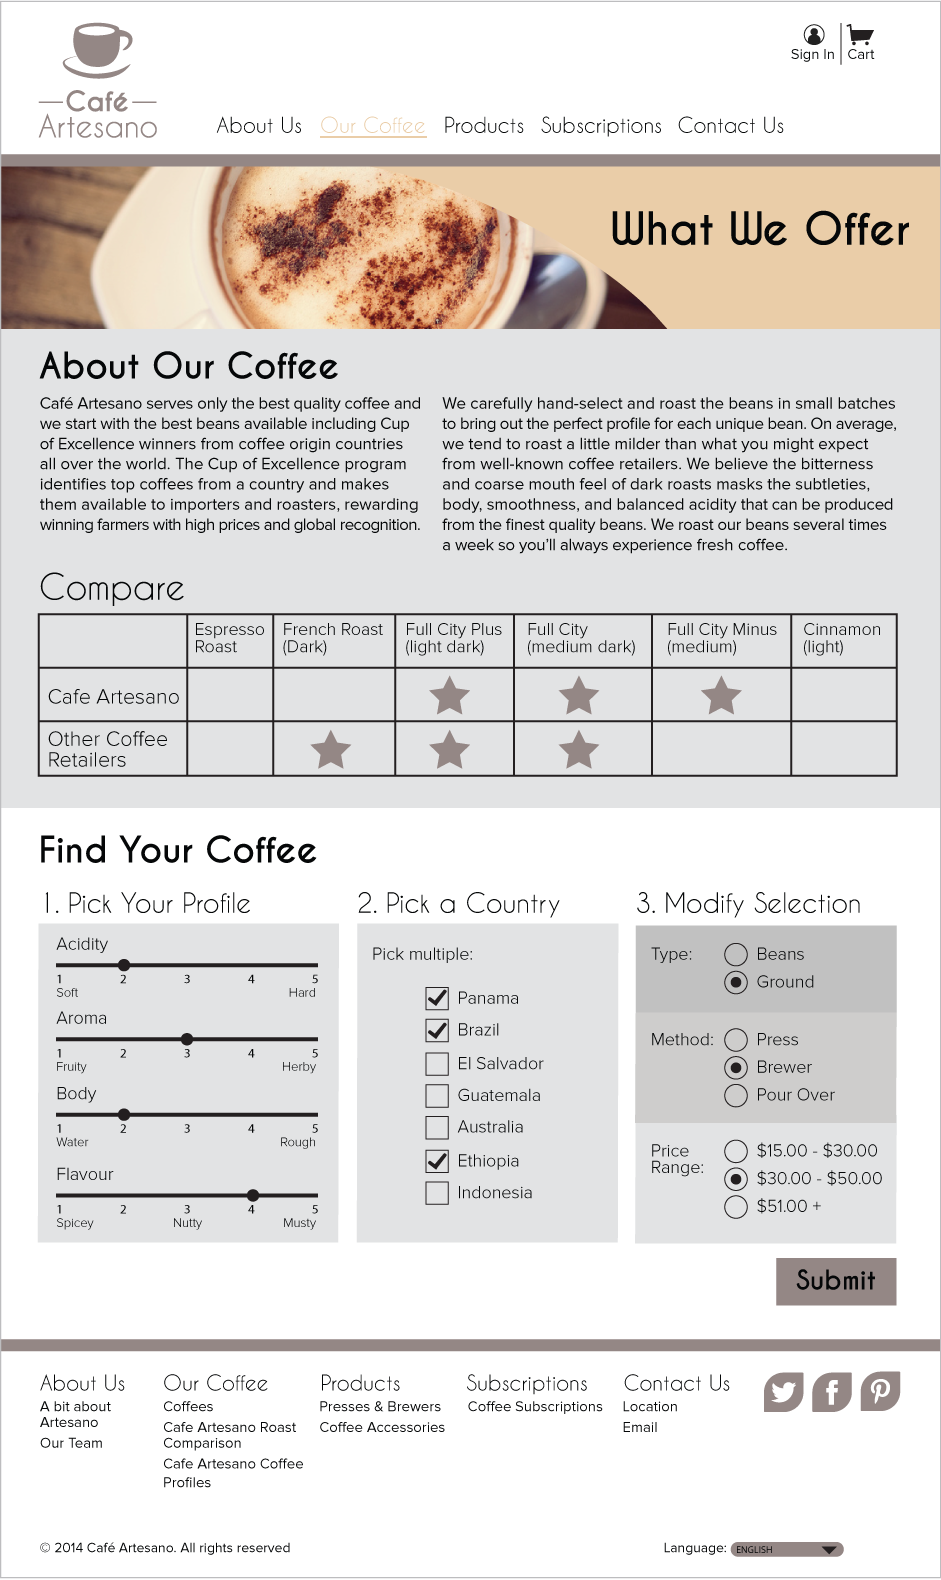 Café
Artesano
Sign In
Cart
About Us
Our Coffee
Products
Subscriptions
Contact Us
What We Offer
About Our Coffee
Café Artesano serves only the best quality coffee and
we start with the best beans available including Cup
of Excellence winners from coffee origin countries
all over the world. The Cup of Excellence program
identifies top coffees from a country and makes
them available to importers and roasters, rewarding
winning farmers with high prices and global recognition.
We carefully hand-select and roast the beans in small batches
to bring out the perfect profile for each unique bean. On average,
we tend to roast a little milder than what you might expect
from well-known coffee retailers. We believe the bitterness
and coarse mouth feel of dark roasts masks the subtleties,
body, smoothness, and balanced acidity that can be produced
from the finest quality beans. We roast our beans several times
a week so you'll always experience fresh coffee.
Compare
Espresso
Roast
French Roast
(Dark)
Full City Plus
(light dark)
Full City
(medium dark)
Full City Minus
(medium)
Cinnamon
(light)
Cafe Artesano
Other Coffee
Retailers
Find Your Coffee
1. Pick Your Profile
Acidity
1 2 3 4 5
Soft Hard
Aroma
1 2 3 4 5
Fruity Herby
Body
1 2 3 4 5
Water Rough
Flavour
1 2 3 4 5
Spicey Nutty Musty
2. Pick a Country
Pick multiple:
Panama
Brazil
El Salvador
Guatemala
Australia
Ethiopia
Indonesia
3. Modify Selection
Type:
Beans
Ground
Method:
Press
Brewer
Pour Over
Price
Range:
$15.00 - $30.00
$30.00 - $50.00
$51.00 +
Submit
About Us
A bit about
Artesano
Our Team
Our Coffee
Coffees
Cafe Artesano Roast
Comparison
Cafe Artesano Coffee
Profiles
Products
Presses & Brewers
Coffee Accessories
Subscriptions
Coffee Subscriptions
Contact Us
Location
Email
© 2014 Café Artesano. All rights reserved
Language: ENGLISH